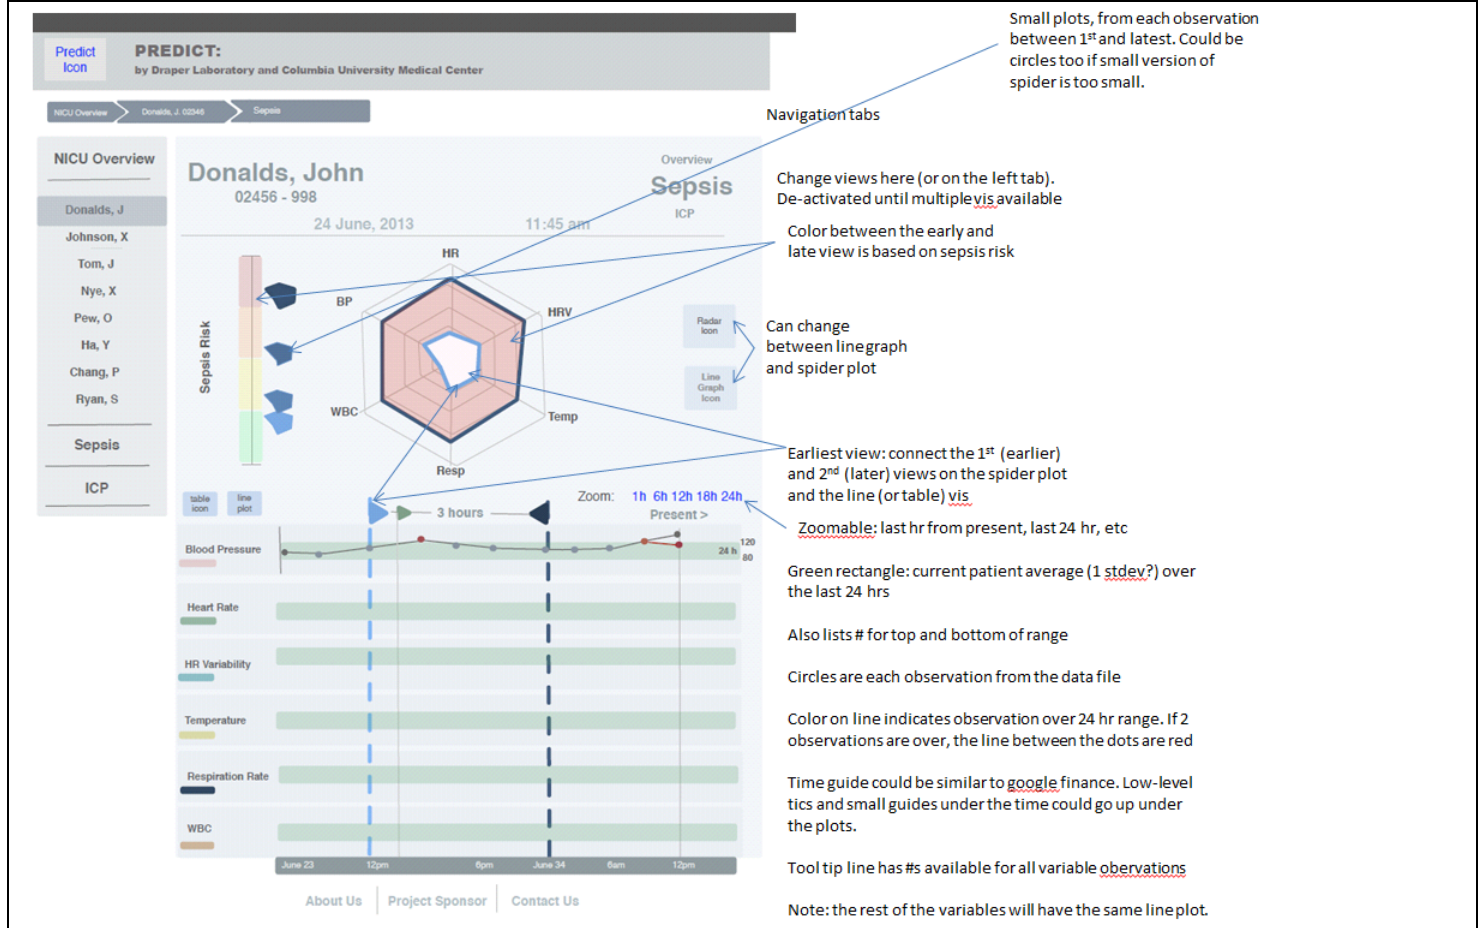 Predict
Icon
PREDICT:
by Draper Laboratory and Columbia University Medical Center
NICU Overview
Donalds, J. 02345
Sepsis
NICU Overview
Donalds, J
Johnson, X
Tom, J
Nye, X
Pew, O
Ha, Y
Chang, P
Ryan, S
Sepsis
ICP
Donalds, John
02456 - 998
24 June, 2013
11:45 am
Overview
Sepsis
ICP
Sepsis Risk
HR
HRV
Temp
Resp
WBC
BP
Radar
Icon
Line
Graph
Icon
table
icon
line
plot
3 hours
Zoom: 1h 6h 12h 18h 24h
Present >
Blood Pressure
24 h
120
80
Heart Rate
HR Variability
Temperature
Respiration Rate
WBC
June 23
12pm
6pm
June 34
6am
12pm
About Us
Project Sponsor
Contact Us
Small plots, from each observation
between 1st and latest. Could be
circles too if small version of
spider is too small.
Navigation tabs
Change views here (or on the left tab).
De-activated until multiple vis available
Color between the early and
late view is based on sepsis risk
Can change
between line graph
and spider plot
Earliest view: connect the 1st (earlier)
and 2nd (later) views on the spider plot
and the line (or table) vis
Zoomable: last hr from present, last 24 hr, etc
Green rectangle: current patient average (1 stdev?) over
the last 24 hrs
Also lists # for top and bottom of range
Circles are each observation from the data file
Color on line indicates observation over 24 hr range. If 2
observations are over, the line between the dots are red
Time guide could be similar to google finance. Low-level
tics and small guides under the time could go up under
the plots.
Tool tip line has #s available for all variable obervations
Note: the rest of the variables will have the same line plot.